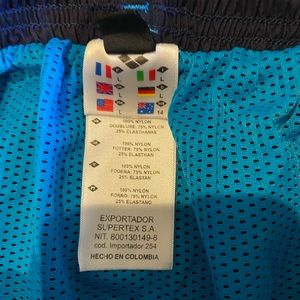 L L
L L
L 14
100% NYLON
DOUBLURE: 75% NYLON
25% ELASTHANE
100% NYLON
FUTTER: 75% NYLON
25% ELASTAN
100% NYLON
FODERA: 75% NYLON
25% ELASTAN
100% NYLON
FORRO: 75% NYLON
25% ELASTANO
EXPORTADOR
SUPERTEX S.A.
NIT. 800130149-8
cod. Importador 254
HECHO EN COLOMBIA